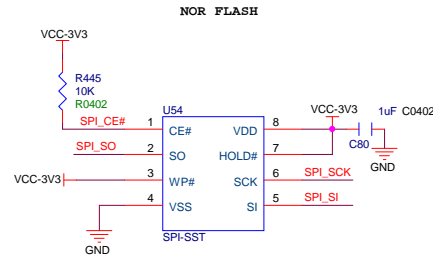 NOR FLASH
VCC-3V3
R445
10K
R0402
U54
VCC-3V3
1uF C0402
SPI_CE# 1 CE# VDD 8
C80
SPI_SO 2 SO HOLD# 7
GND
VCC-3V3 3 WP# SCK 6 SPI_SCK
4 VSS SI 5 SPI_SI
SPI-SST
GND